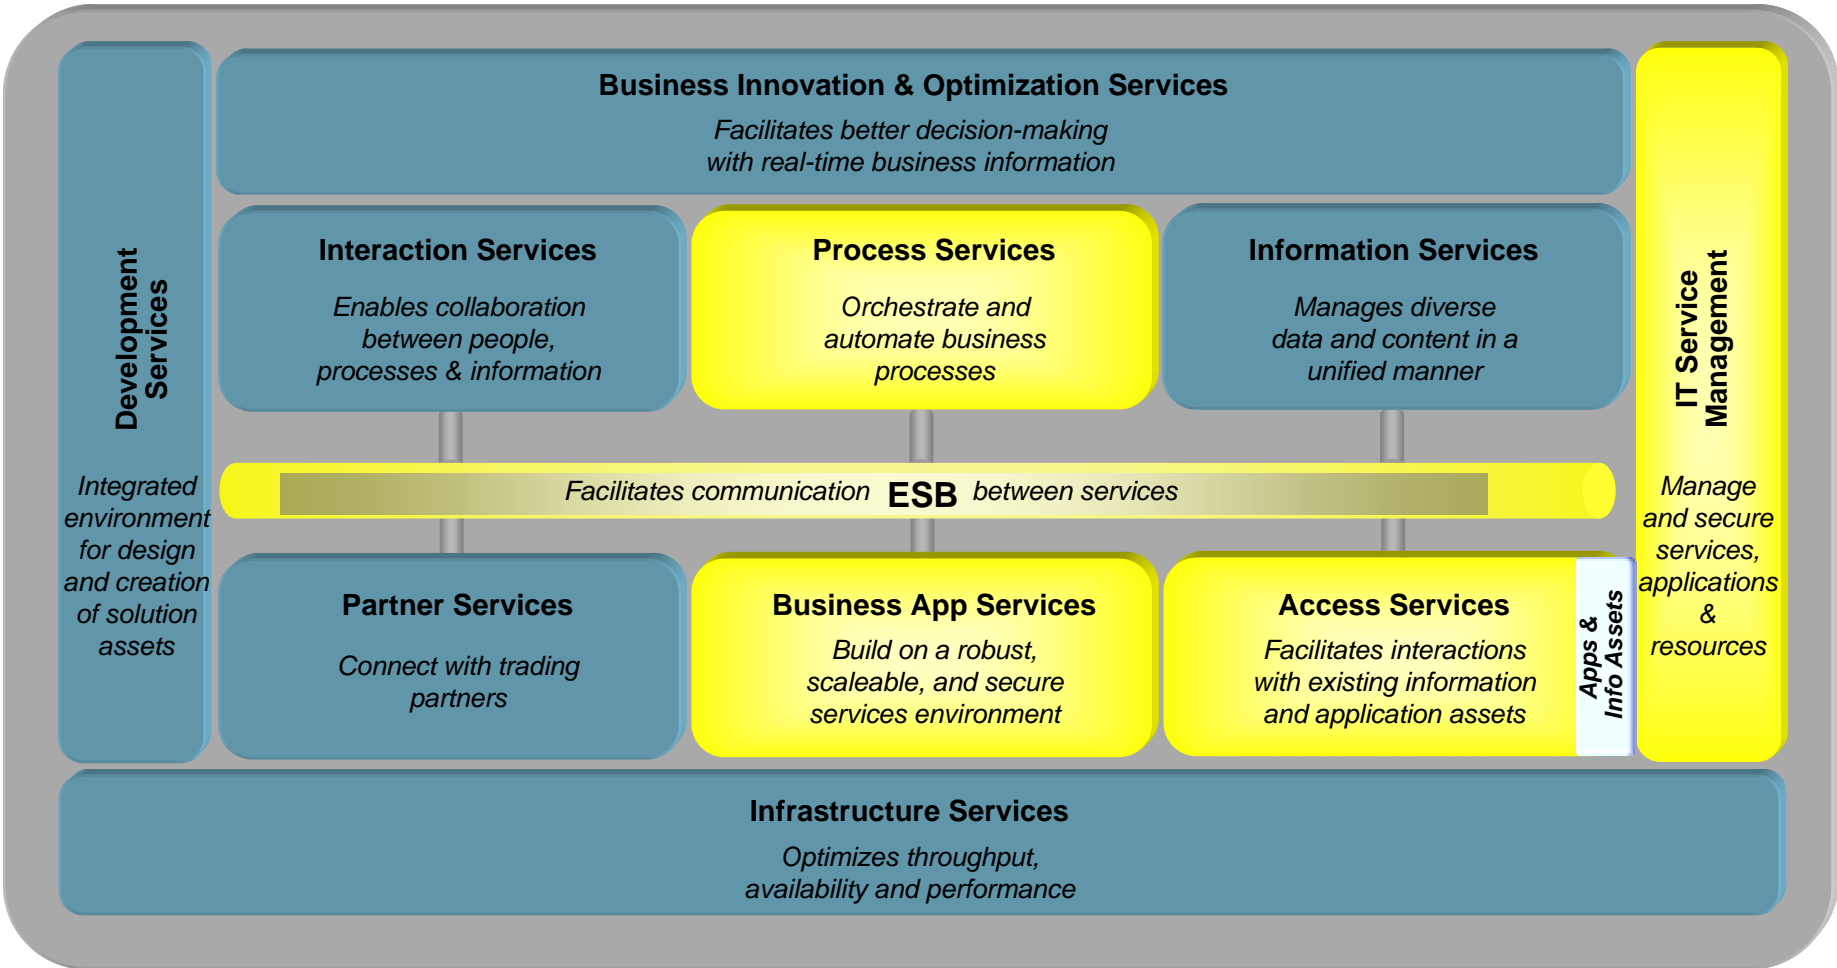 Business Innovation & Optimization Services
Facilitates better decision-making
with real-time business information
Development
Services
Integrated
environment
for design
and creation
of solution
assets
Interaction Services
Enables collaboration
between people,
processes & information
Process Services
Orchestrate and
automate business
processes
Information Services
Manages diverse
data and content in a
unified manner
IT Service
Management
Manage
and secure
services,
applications
&
resources
Facilitates communication ESB between services
Partner Services
Connect with trading
partners
Business App Services
Build on a robust,
scaleable, and secure
services environment
Access Services
Facilitates interactions
with existing information
and application assets
Apps &
Info Assets
Infrastructure Services
Optimizes throughput,
availability and performance